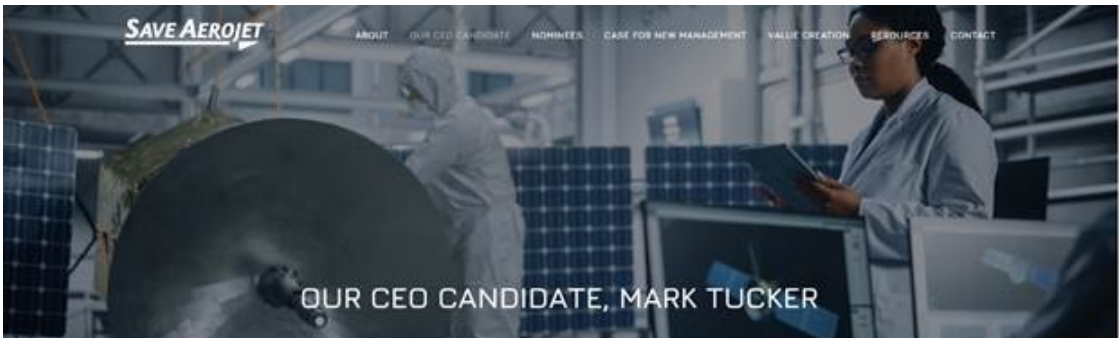 SAVE AEROJET
ABOUT OUR CEO CANDIDATE NOMINEES CASE FOR NEW MANAGEMENT VALUE CREATION RESOURCES CONTACT
OUR CEO CANDIDATE, MARK TUCKER